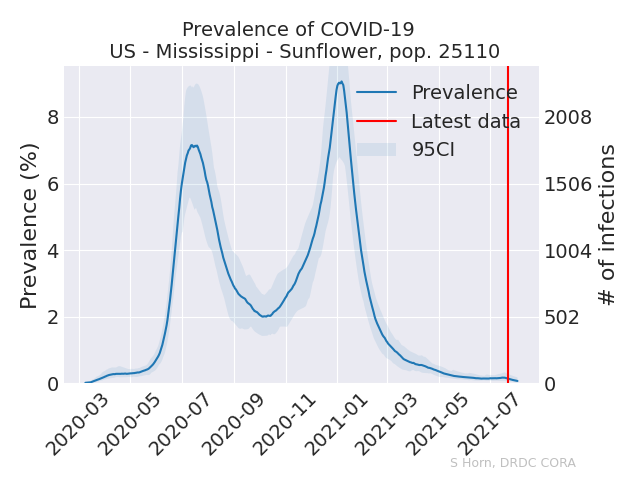 Prevalence of COVID-19
US - Mississippi - Sunflower, pop. 25110
Prevalence
Latest data
95CI
Prevalence (%)
8
6
4
2
0
2008
1506
1004
502
0
# of infections
2020-03
2020-05
2020-07
2020-09
2020-11
2021-01
2021-03
2021-05
2021-07
S Horn, DRDC CORA